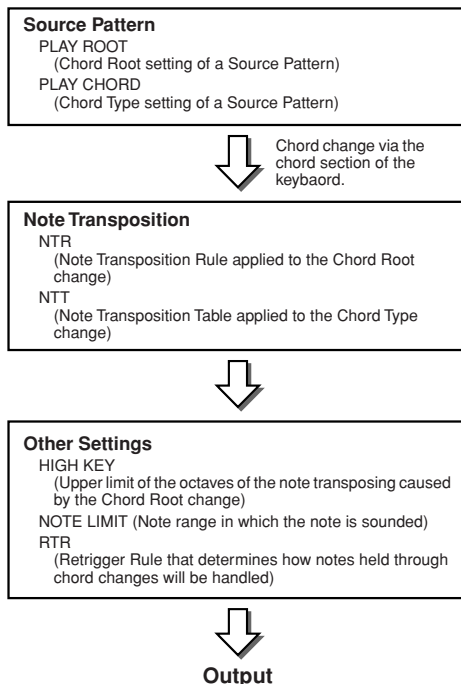 Source Pattern
PLAY ROOT
(Chord Root setting of a Source Pattern)
PLAY CHORD
(Chord Type setting of a Source Pattern)
Chord change via the
chord section of the
keybaord.
Note Transposition
NTR
(Note Transposition Rule applied to the Chord Root
change)
NTT
(Note Transposition Table applied to the Chord Type
change)
Other Settings
HIGH KEY
(Upper limit of the octaves of the note transposing caused
by the Chord Root change)
NOTE LIMIT (Note range in which the note is sounded)
RTR
(Retrigger Rule that determines how notes held through
chord changes will be handled)
Output